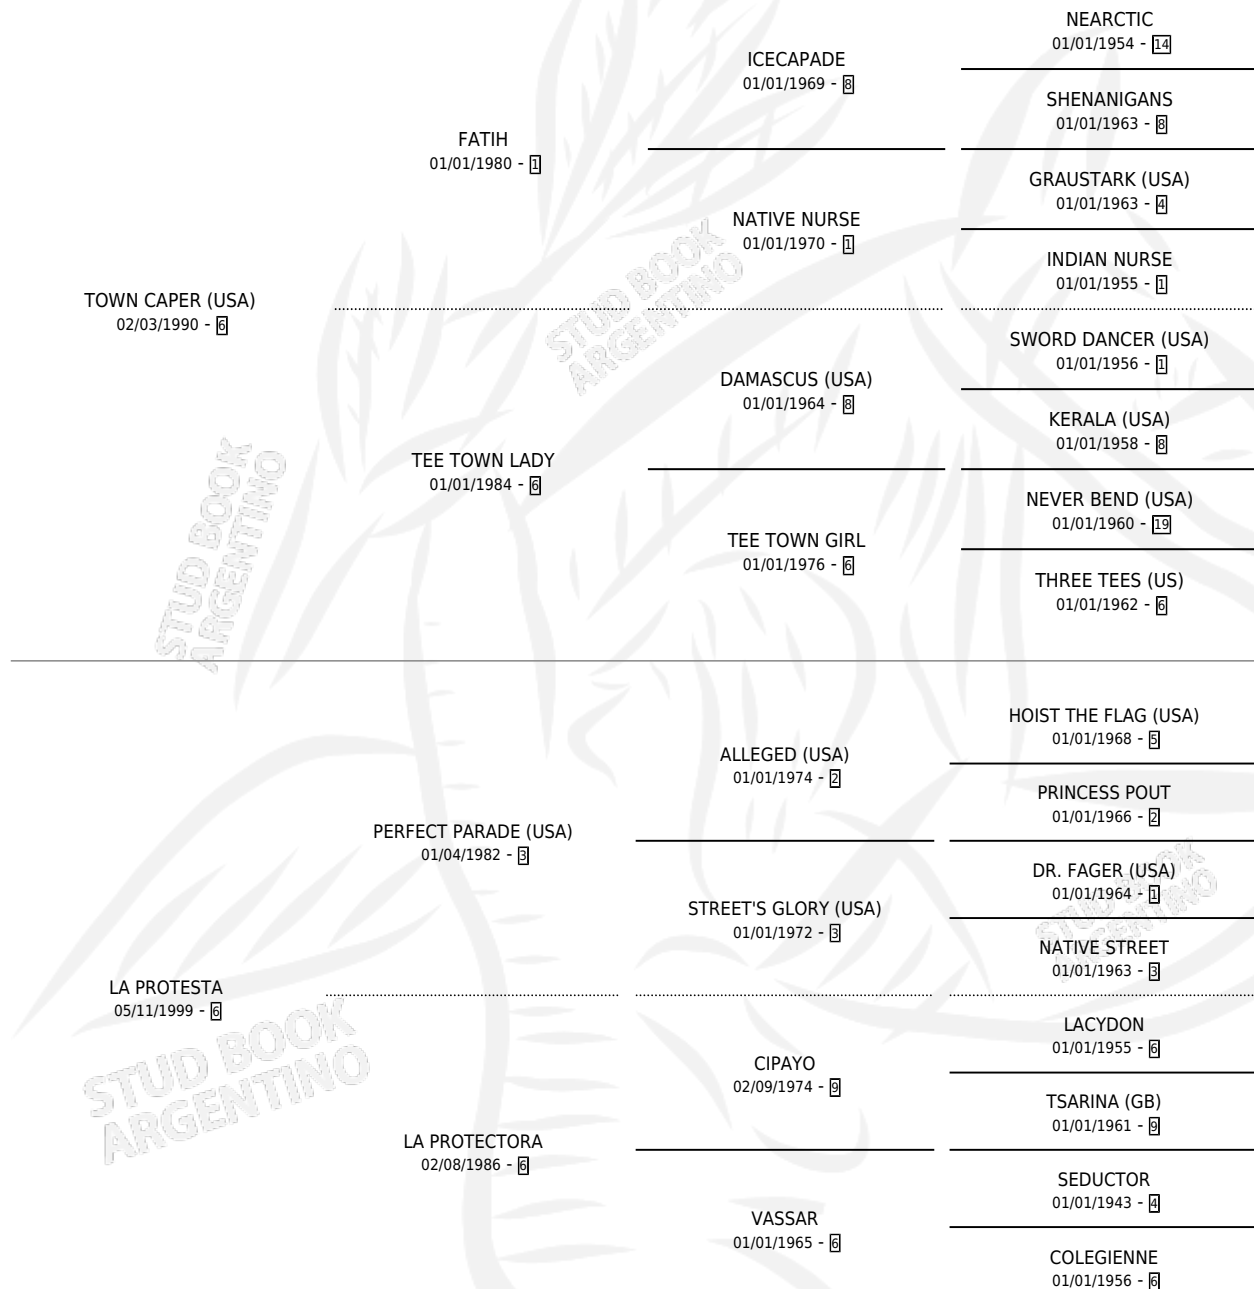 NEARCTIC
01/01/1954 - 14
ICECAPADE
01/01/1969 - 8
SHENANIGANS
01/01/1963 - 8
FATIH
01/01/1980 - 1
GRAUSTARK (USA)
01/01/1963 - 4
NATIVE NURSE
01/01/1970 - 1
INDIAN NURSE
01/01/1955 - 1
TOWN CAPER (USA)
02/03/1990 - 6
STUD BOOK
ARGENTINO
SWORD DANCER (USA)
01/01/1956 - 1
DAMASCUS (USA)
01/01/1964 - 8
KERALA (USA)
01/01/1958 - 8
TEE TOWN LADY
01/01/1984 - 6
NEVER BEND (USA)
01/01/1960 - 19
TEE TOWN GIRL
01/01/1976 - 6
THREE TEES (US)
01/01/1962 - 6
STUD BOOK
ARGENTINO
HOIST THE FLAG (USA)
01/01/1968 - 5
ALLEGED (USA)
01/01/1974 - 2
PRINCESS POUT
01/01/1966 - 2
PERFECT PARADE (USA)
01/04/1982 - 3
DR. FAGER (USA)
01/01/1964 - 1
STREET'S GLORY (USA)
01/01/1972 - 3
STUD BOOK
ARGENTINO
NATIVE STREET
01/01/1963 - 3
LA PROTESTA
05/11/1999 - 6
STUD BOOK
ARGENTINO
LACYDON
01/01/1955 - 6
CIPAYO
02/09/1974 - 9
TSARINA (GB)
01/01/1961 - 9
LA PROTECTORA
02/08/1986 - 6
SEDUCTOR
01/01/1943 - 4
VASSAR
01/01/1965 - 6
COLEGIENNE
01/01/1956 - 6